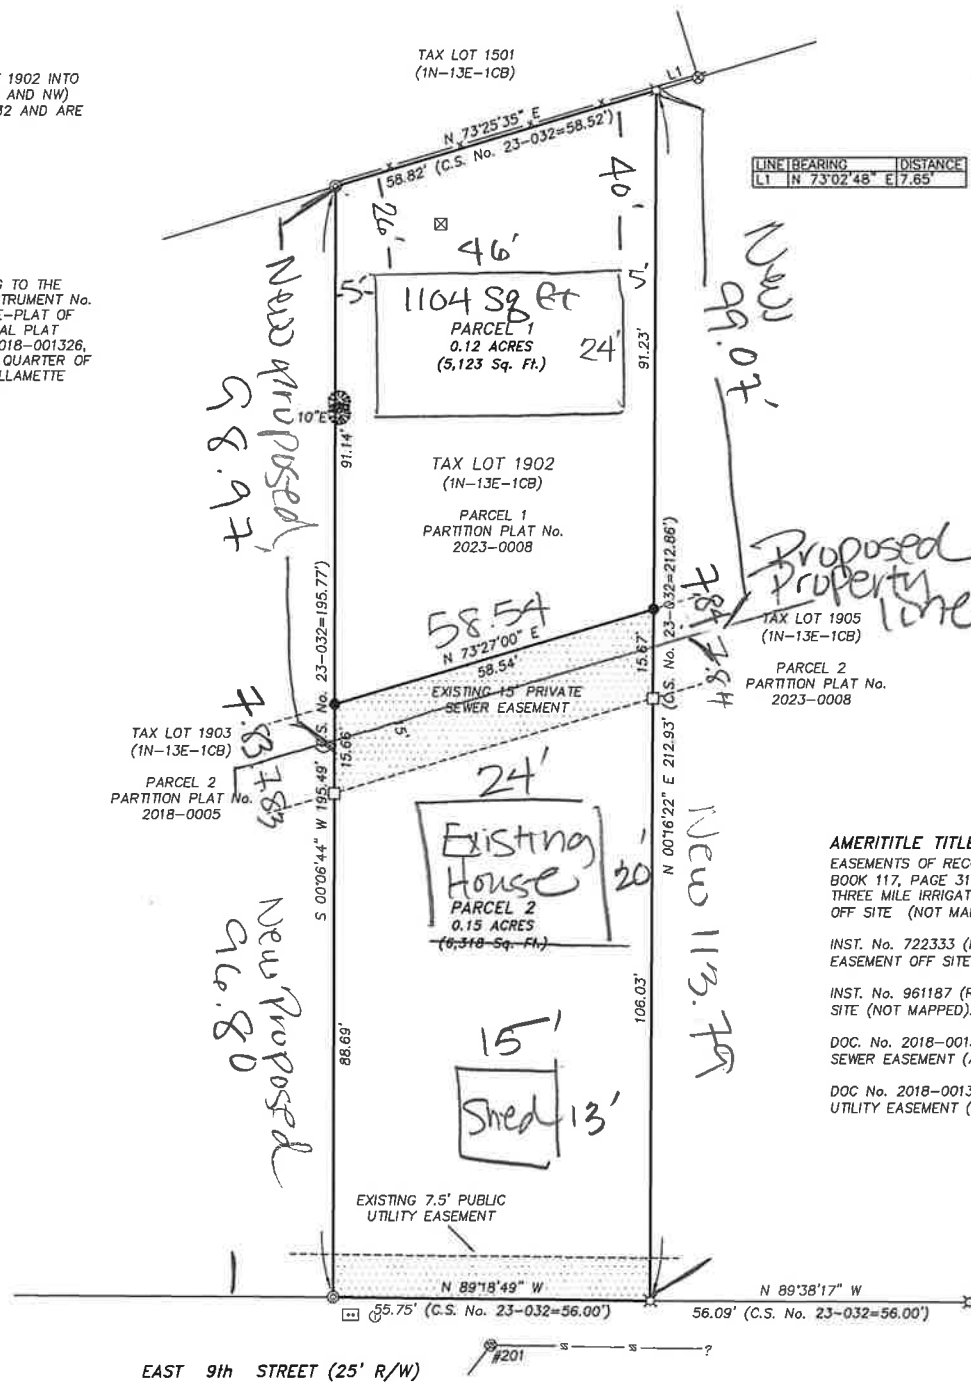 TAX LOT 1501
(1N-13E-1CB)
1902 INTO
AND NW)
32 AND ARE
L1
N 73°25'35" E
58.82' (C.S. No. 23-032=58.52')
LINE BEARING DISTANCE
L1 N 73°02'48" E 7.65'
26'
40'
46'
5'
5'
1104 Sq Ft
PARCEL 1
0.12 ACRES
(5,123 Sq. Ft.)
24'
91.23'
New
99.07'
G TO THE
TRUMENT No.
E-PLAT OF
AL PLAT
018-001326,
QUARTER OF
LLAMETTE
New proposed
98.97
10"E
91.14'
TAX LOT 1902
(1N-13E-1CB)
PARCEL 1
PARTITION PLAT No.
2023-0008
Proposed
Property
line
58.54
N 73°27'00" E
58.54'
EXISTING 15' PRIVATE
SEWER EASEMENT
15'
7.84
7.84
15.67'
TAX LOT 1905
(1N-13E-1CB)
PARCEL 2
PARTITION PLAT No.
2023-0008
TAX LOT 1903
(1N-13E-1CB)
PARCEL 2
PARTITION PLAT No.
2018-0005
7.83
7.83
15.66'
S 00°06'44" W 195.49' (C.S. No. 23-032=195.77')
N 00°16'22" E 212.93' (C.S. No. 23-032=212.86')
24'
Existing
House
20'
PARCEL 2
0.15 ACRES
(6,318 Sq. Ft.)
New 113.79
New Proposed
96.80
88.69'
106.03'
15'
Shed
13'
AMERITITLE TITLE
EASEMENTS OF REC
BOOK 117, PAGE 31
THREE MILE IRRIGAT
OFF SITE (NOT MA
INST. No. 722333 (
EASEMENT OFF SITE
INST. No. 961187 (
SITE (NOT MAPPED)
DOC. No. 2018-001
SEWER EASEMENT (
DOC No. 2018-0013
UTILITY EASEMENT (
EXISTING 7.5' PUBLIC
UTILITY EASEMENT
N 89°18'49" W
55.75' (C.S. No. 23-032=56.00')
N 89°38'17" W
56.09' (C.S. No. 23-032=56.00')
#201
S S ?
EAST 9th STREET (25' R/W)